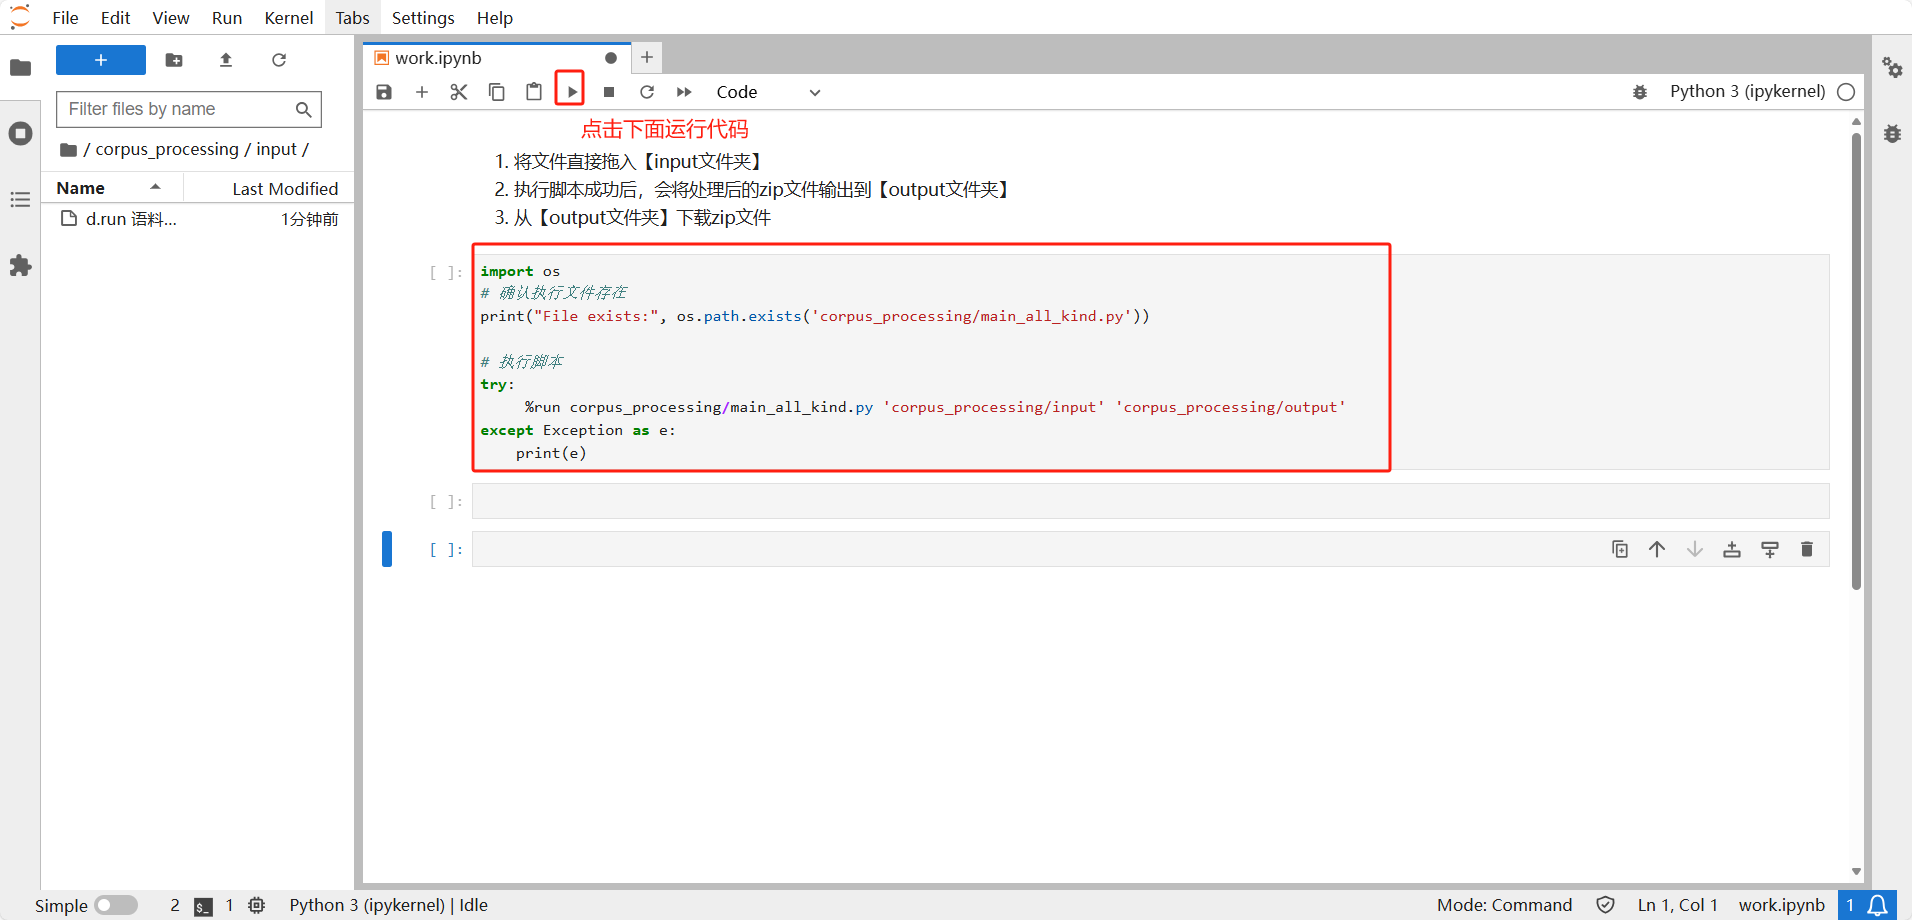 File Edit View Run Kernel Tabs Settings Help
Filter files by name
/ corpus_processing / input /
Name Last Modified
d.run 语料... 1分钟前
work.ipynb
Code
Python 3 (ipykernel)
点击下面运行代码
1. 将文件直接拖入【input文件夹】
2. 执行脚本成功后，会将处理后的zip文件输出到【output文件夹】
3. 从【output文件夹】下载zip文件
[ ]:
import os
# 确认执行文件存在
print("File exists:", os.path.exists('corpus_processing/main_all_kind.py'))
# 执行脚本
try:
%run corpus_processing/main_all_kind.py 'corpus_processing/input' 'corpus_processing/output'
except Exception as e:
print(e)
[ ]:
[ ]:
Simple 2 $_ 1 Python 3 (ipykernel) | Idle Mode: Command Ln 1, Col 1 work.ipynb 1